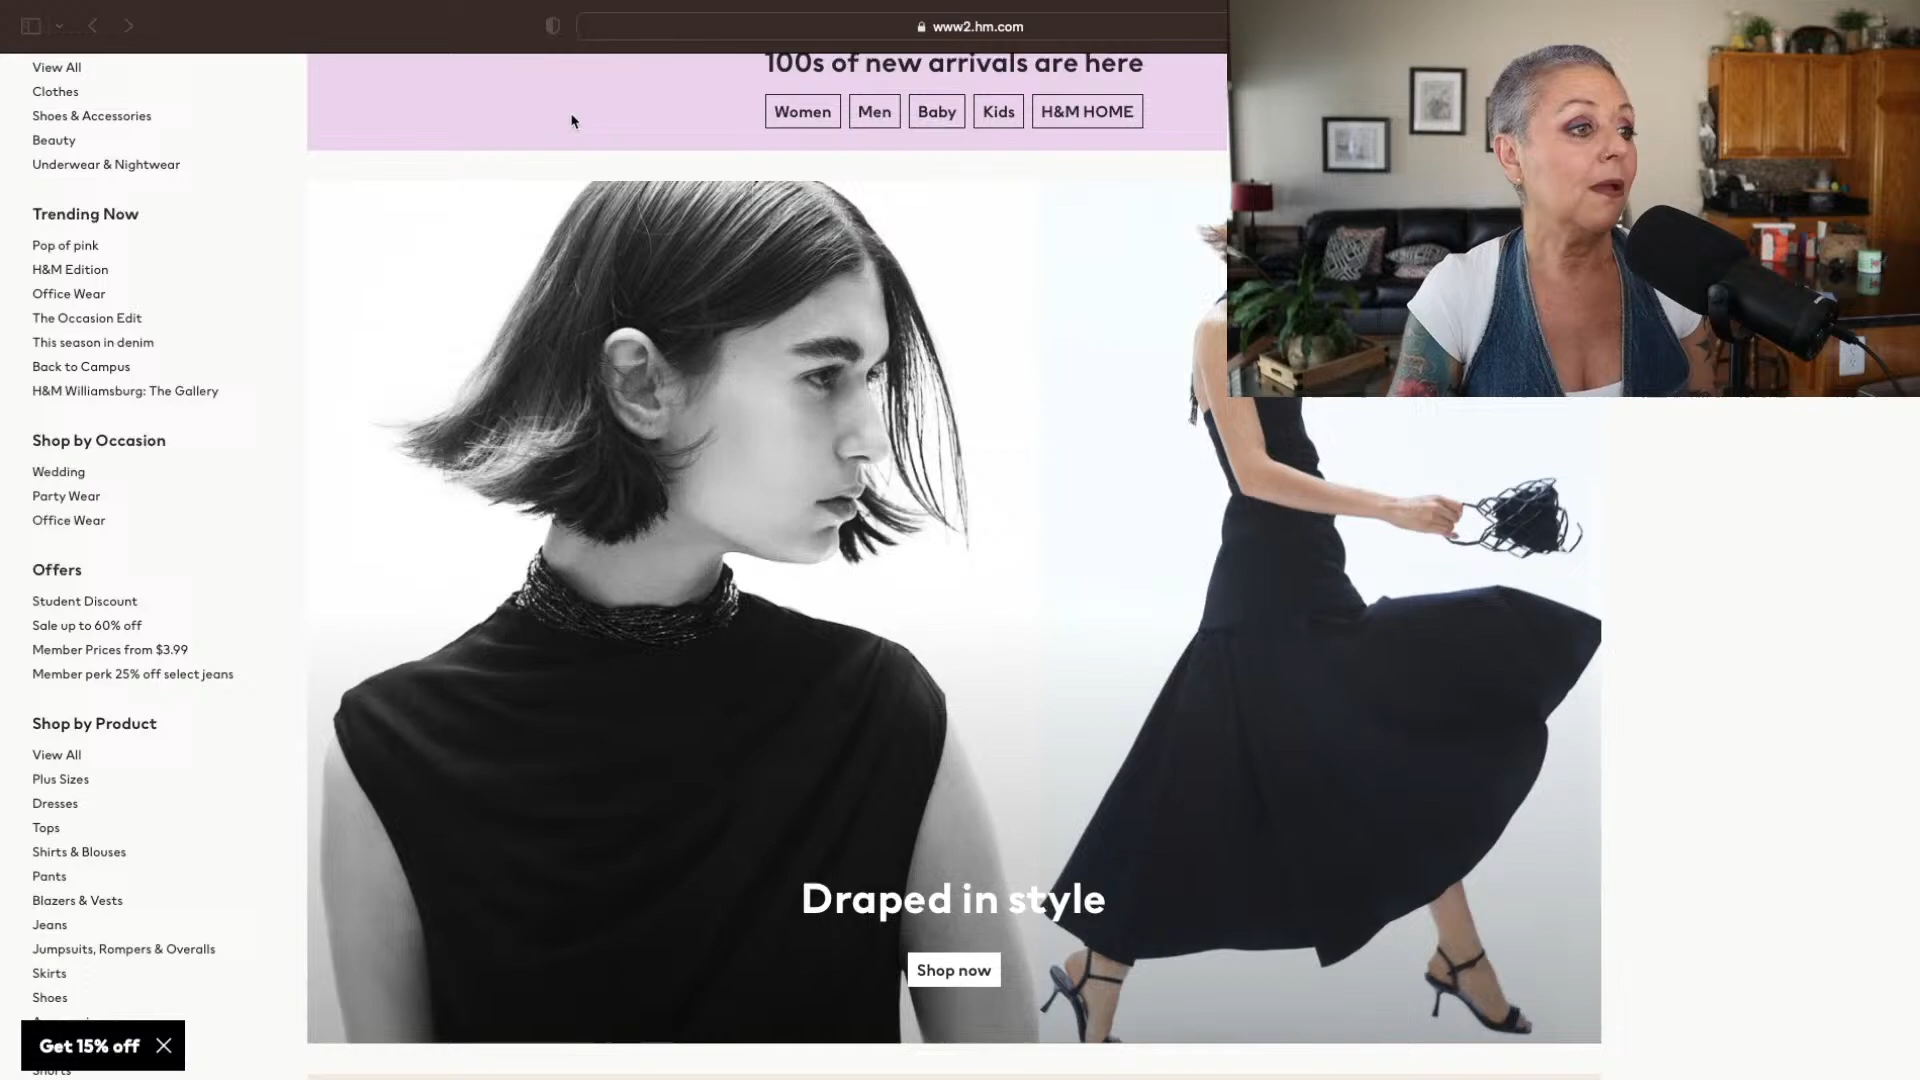 www2.hm.com
View All
Clothes
Shoes & Accessories
Beauty
Underwear & Nightwear
Trending Now
Pop of pink
H&M Edition
Office Wear
The Occasion Edit
This season in denim
Back to Campus
H&M Williamsburg: The Gallery
Shop by Occasion
Wedding
Party Wear
Office Wear
Offers
Student Discount
Sale up to 60% off
Member Prices from $3.99
Member perk 25% off select jeans
Shop by Product
View All
Plus Sizes
Dresses
Tops
Shirts & Blouses
Pants
Blazers & Vests
Jeans
Jumpsuits, Rompers & Overalls
Skirts
Shoes
Get 15% off
Shorts
100s of new arrivals are here
Women Men Baby Kids H&M HOME
Draped in style
Shop now